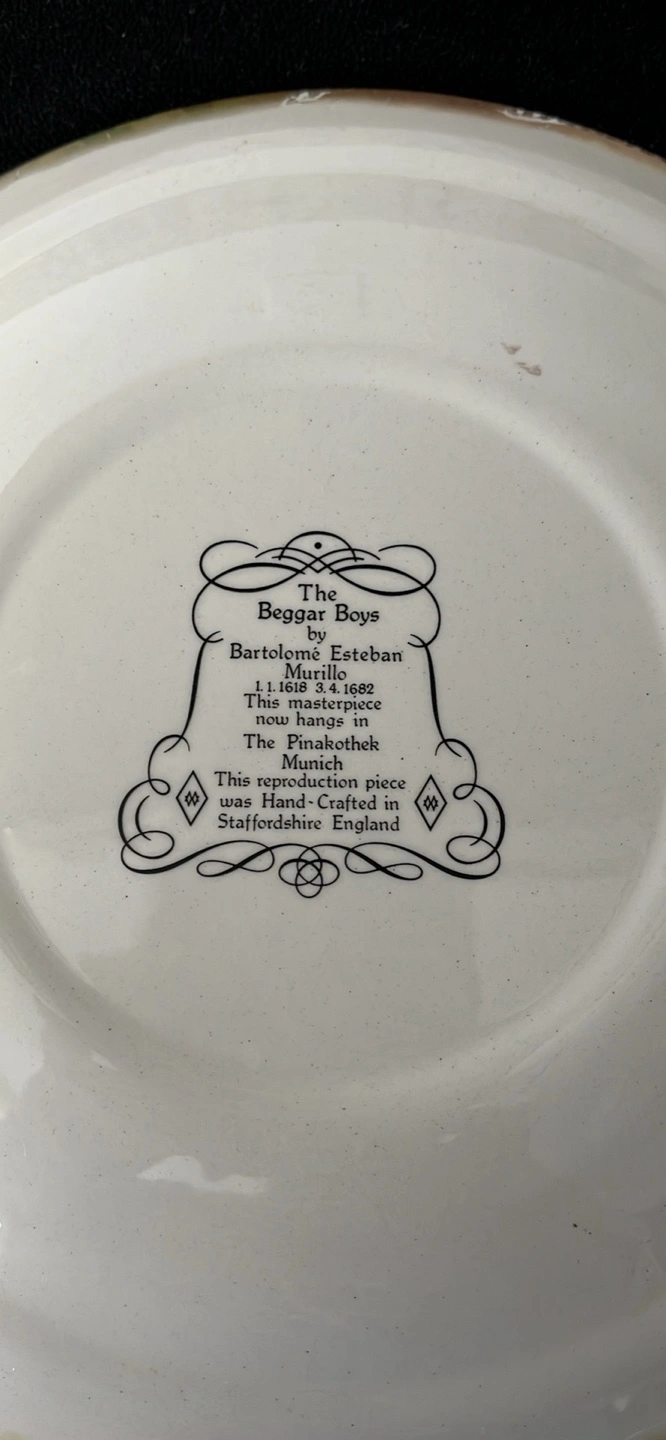 The
Beggar Boys
by
Bartolomé Esteban
Murillo
1.1.1618 3.4.1682
This masterpiece
now hangs in
The Pinakothek
Munich
This reproduction piece
was Hand-Crafted in
Staffordshire England